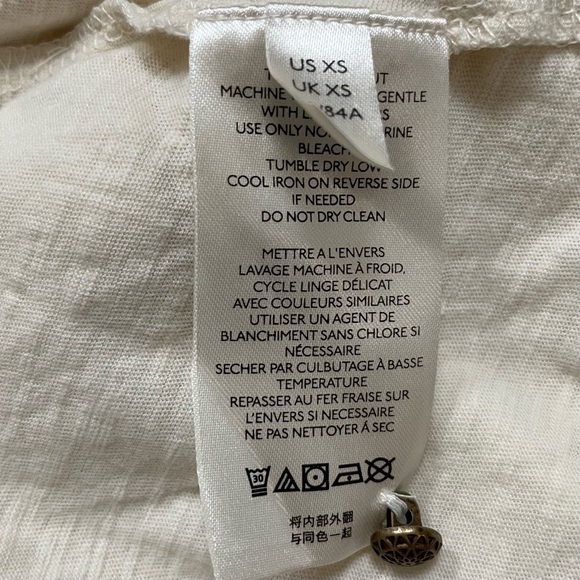 US XS
UK XS
/84A
MACHINE GENTLE
WITH
USE ONLY
BLEACH
TUMBLE DRY LOW
COOL IRON ON REVERSE SIDE
IF NEEDED
DO NOT DRY CLEAN
METTRE A L'ENVERS
LAVAGE MACHINE À FROID,
CYCLE LINGE DÉLICAT
AVEC COULEURS SIMILAIRES
UTILISER UN AGENT DE
BLANCHIMENT SANS CHLORE SI
NÉCESSAIRE
SECHER PAR CULBUTAGE À BASSE
TEMPERATURE
REPASSER AU FER FRAISE SUR
L'ENVERS SI NECESSAIRE
NE PAS NETTOYER Á SEC
30
将内部外翻
与同色一起